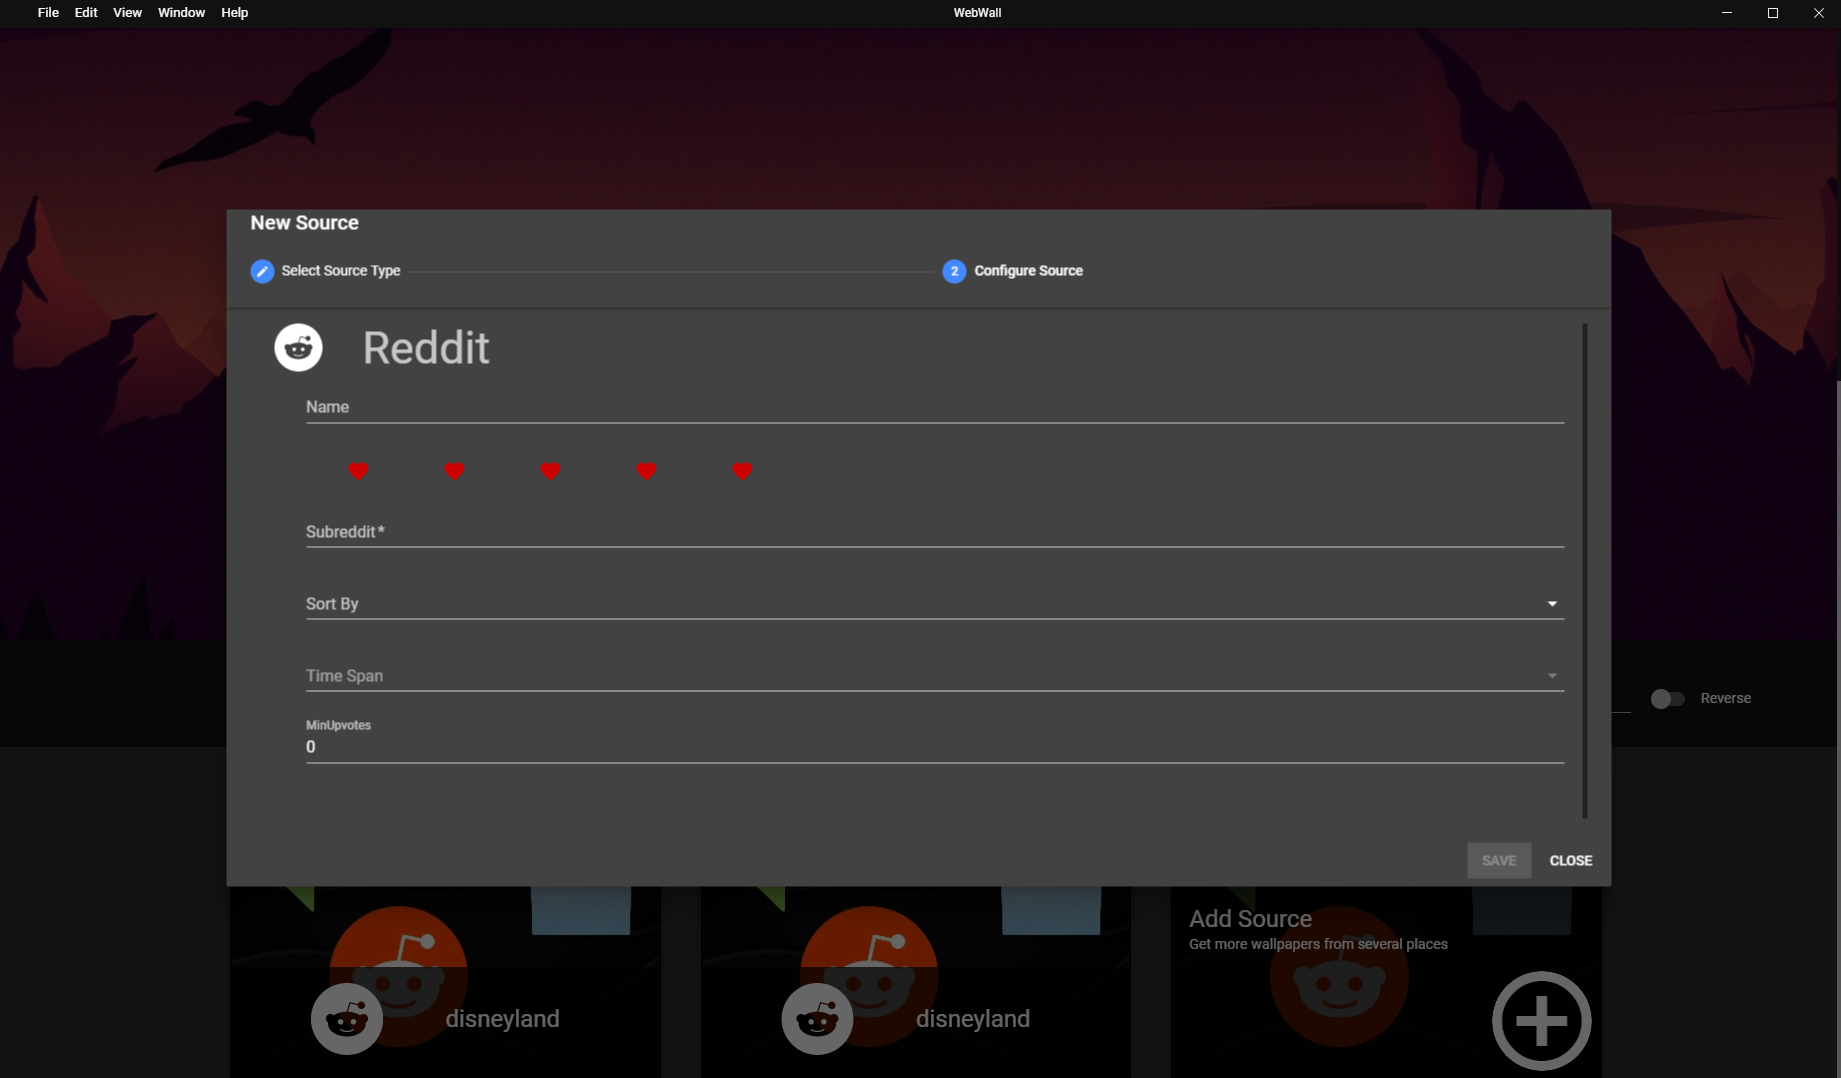 File Edit View Window Help
WebWall
New Source
Select Source Type
2 Configure Source
Reddit
Name
Subreddit*
Sort By
Time Span
MinUpvotes
0
Reverse
SAVE CLOSE
Add Source
Get more wallpapers from several places
disneyland
disneyland